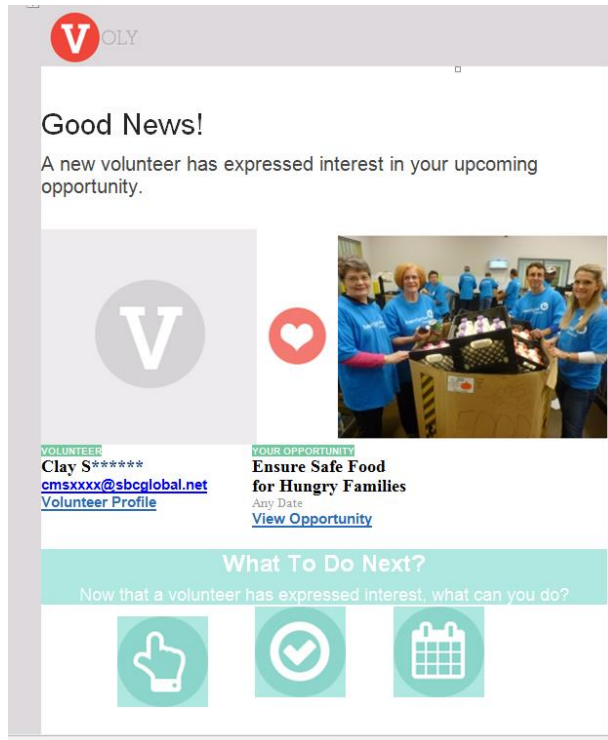 V OLY
Good News!
A new volunteer has expressed interest in your upcoming
opportunity.
V
VOLUNTEER
Clay S******
cmsxxxx@sbcglobal.net
Volunteer Profile
YOUR OPPORTUNITY
Ensure Safe Food
for Hungry Families
Any Date
View Opportunity
What To Do Next?
Now that a volunteer has expressed interest, what can you do?